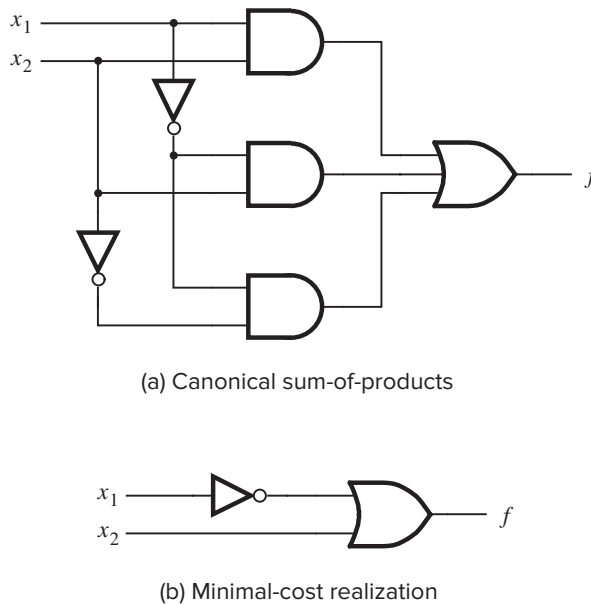 x₁
x₂
f
(a) Canonical sum-of-products
x₁
x₂
f
(b) Minimal-cost realization